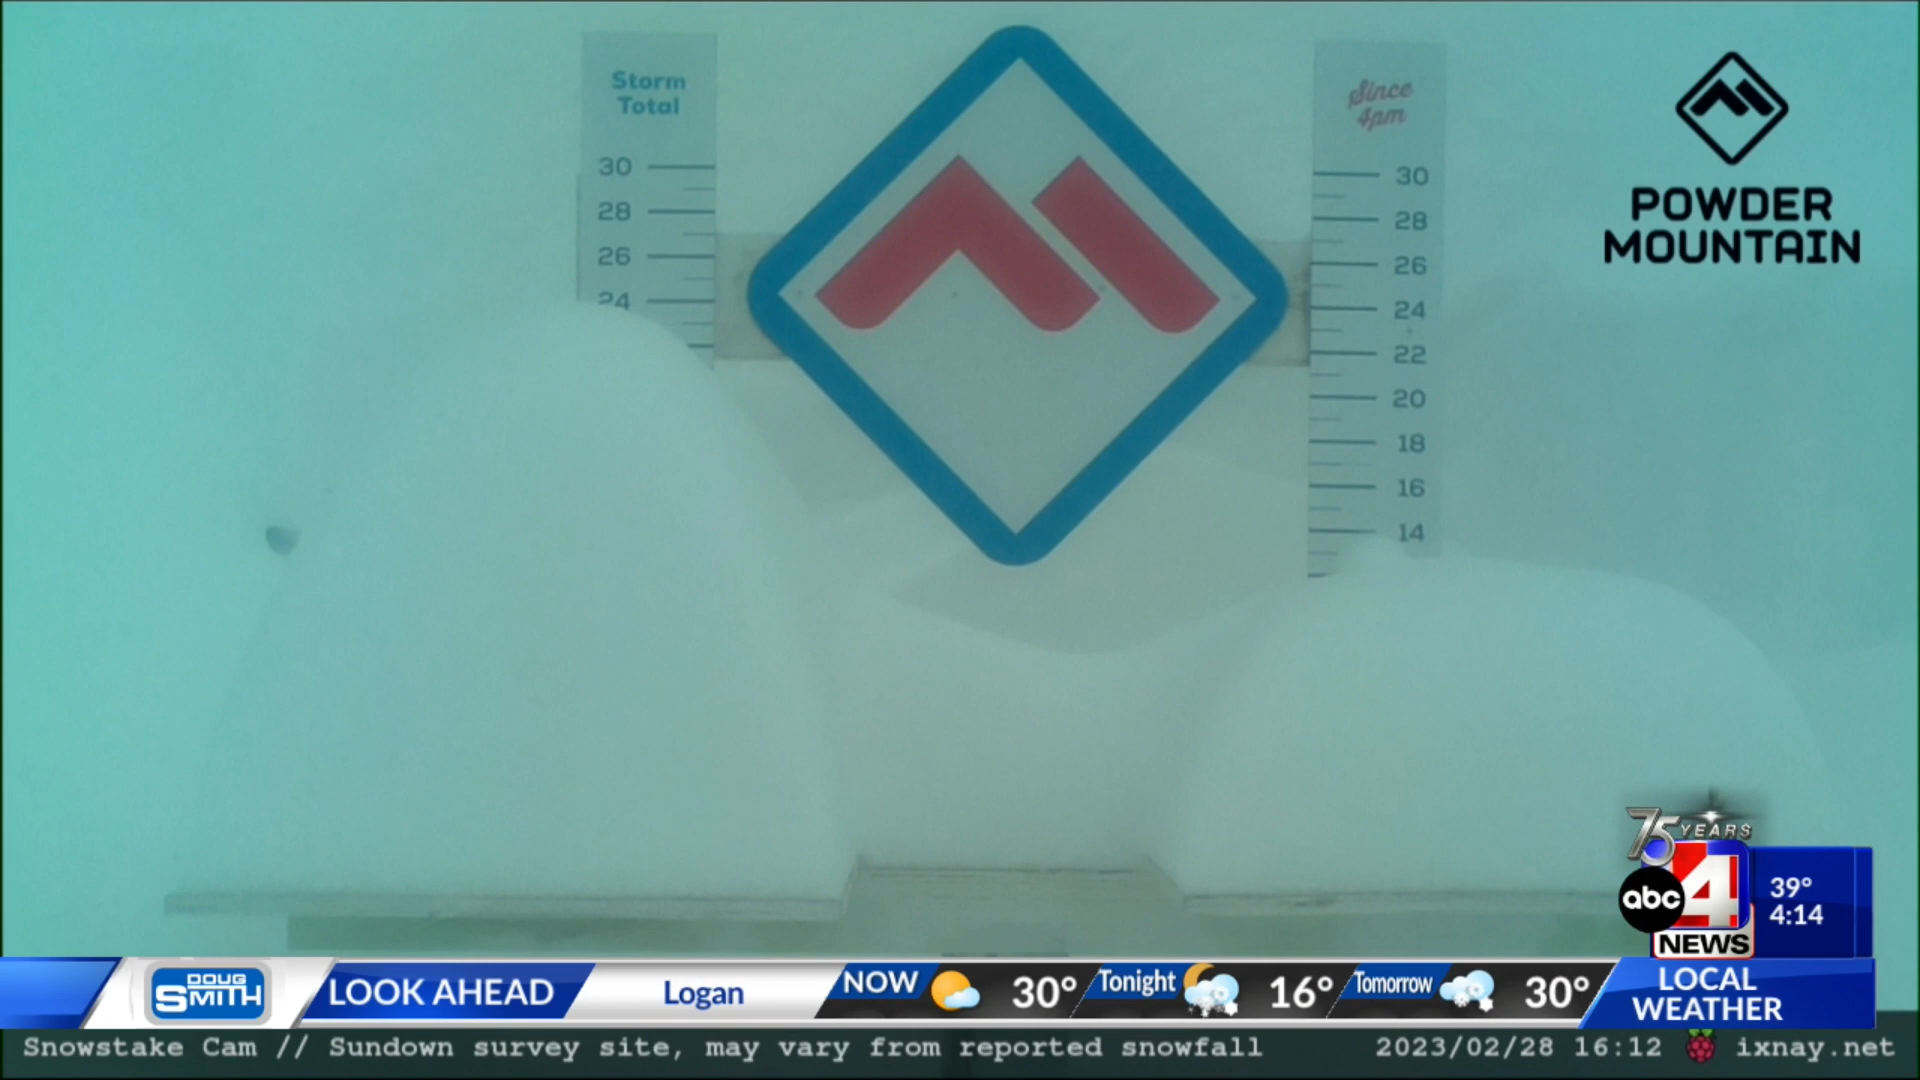 Storm
Total
30
28
26
24
Since
4pm
30
28
26
24
22
20
18
16
14
POWDER
MOUNTAIN
75 YEARS
abc 4
NEWS
39°
4:14
DOUG
SMITH
LOOK AHEAD
Logan
NOW
30°
Tonight
16°
Tomorrow
30°
LOCAL
WEATHER
Snowstake Cam // Sundown survey site, may vary from reported snowfall
2023/02/28 16:12
ixnay.net